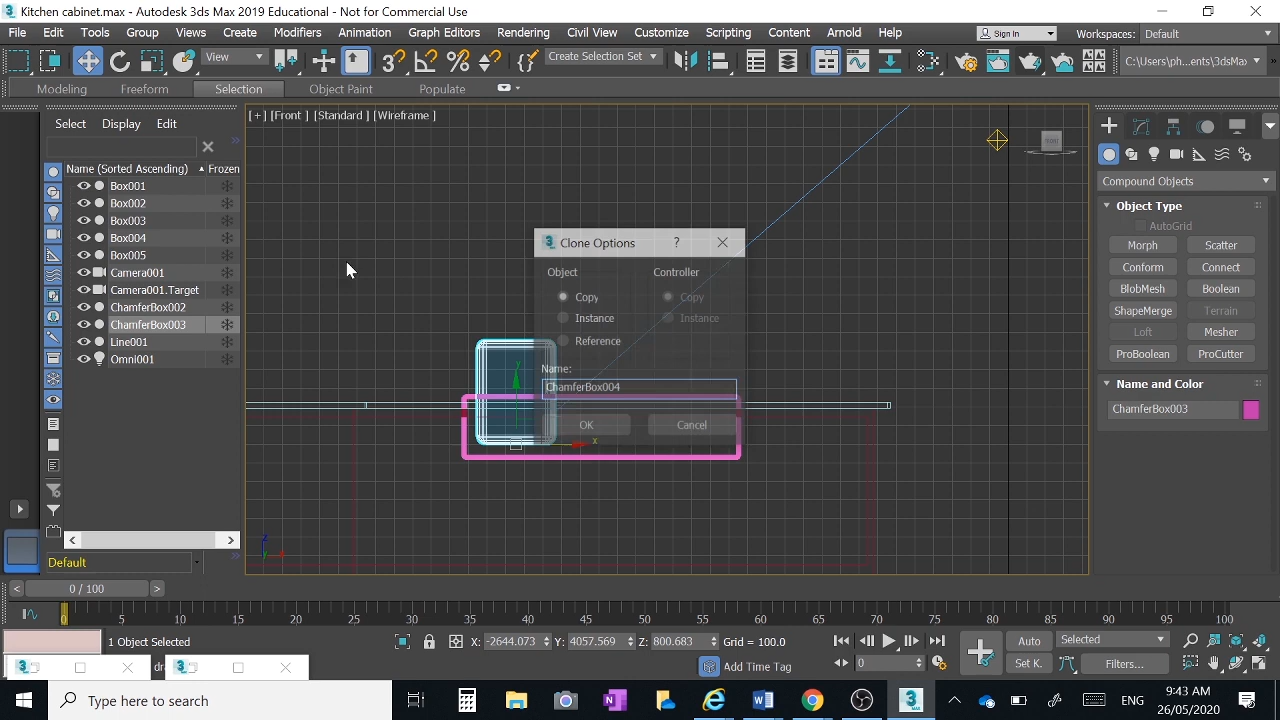 Kitchen cabinet.max - Autodesk 3ds Max 2019 Educational - Not for Commercial Use
File Edit Tools Group Views Create Modifiers Animation Graph Editors Rendering Civil View Customize Scripting Content Arnold Help Sign In Workspaces: Default
View Create Selection Set C:\Users\ph...ents\3dsMax
Modeling Freeform Selection Object Paint Populate
Select Display Edit
[+] [Front ] [Standard ] [Wireframe ]
Name (Sorted Ascending) Frozen
Box001
Box002
Box003
Box004
Box005
Camera001
Camera001.Target
ChamferBox002
ChamferBox003
Line001
Omni001
Default
Clone Options ?
Object Controller
Copy Copy
Instance Instance
Reference
Name:
ChamferBox004
OK Cancel
FRONT
Compound Objects
Object Type
AutoGrid
Morph Scatter
Conform Connect
BlobMesh Boolean
ShapeMerge Terrain
Loft Mesher
ProBoolean ProCutter
Name and Color
ChamferBox003
x
y
z
0 / 100
0 5 10 15 20 25 30 35 40 45 50 55 60 65 70 75 80 85 90 95 100
1 Object Selected X: -2644.073 Y: 4057.569 Z: 800.683 Grid = 100.0 Auto Selected
Add Time Tag 0 Set K. Filters...
Type here to search
ENG 3:43 AM
26/05/2020